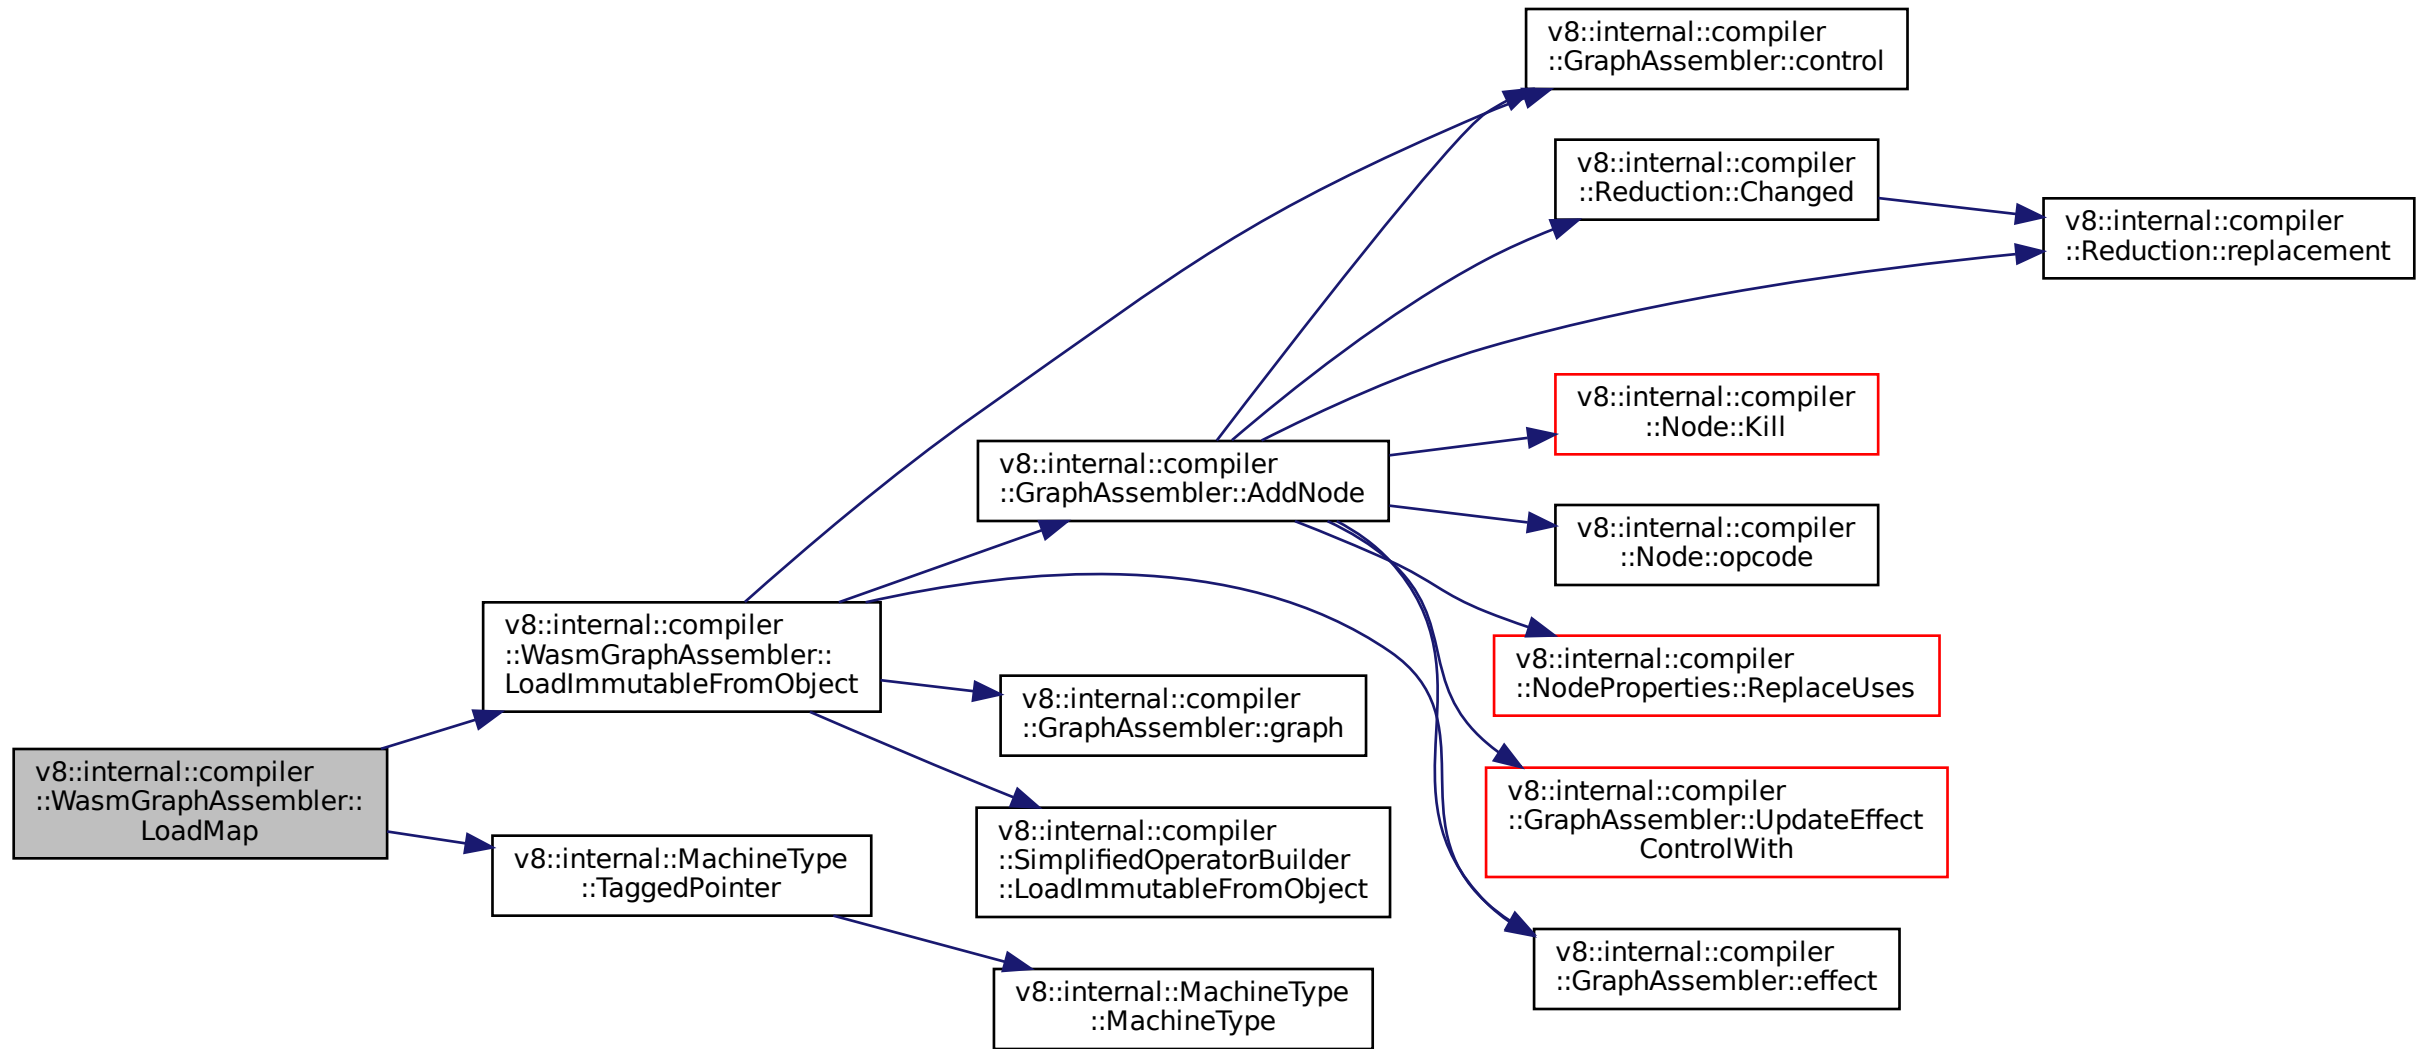 v8::internal::compiler
::WasmGraphAssembler::
LoadMap
v8::internal::compiler
::WasmGraphAssembler::
LoadImmutableFromObject
v8::internal::MachineType
::TaggedPointer
v8::internal::compiler
::GraphAssembler::AddNode
v8::internal::compiler
::GraphAssembler::graph
v8::internal::compiler
::SimplifiedOperatorBuilder
::LoadImmutableFromObject
v8::internal::MachineType
::MachineType
v8::internal::compiler
::GraphAssembler::control
v8::internal::compiler
::Reduction::Changed
v8::internal::compiler
::Node::Kill
v8::internal::compiler
::Node::opcode
v8::internal::compiler
::NodeProperties::ReplaceUses
v8::internal::compiler
::GraphAssembler::UpdateEffect
ControlWith
v8::internal::compiler
::GraphAssembler::effect
v8::internal::compiler
::Reduction::replacement